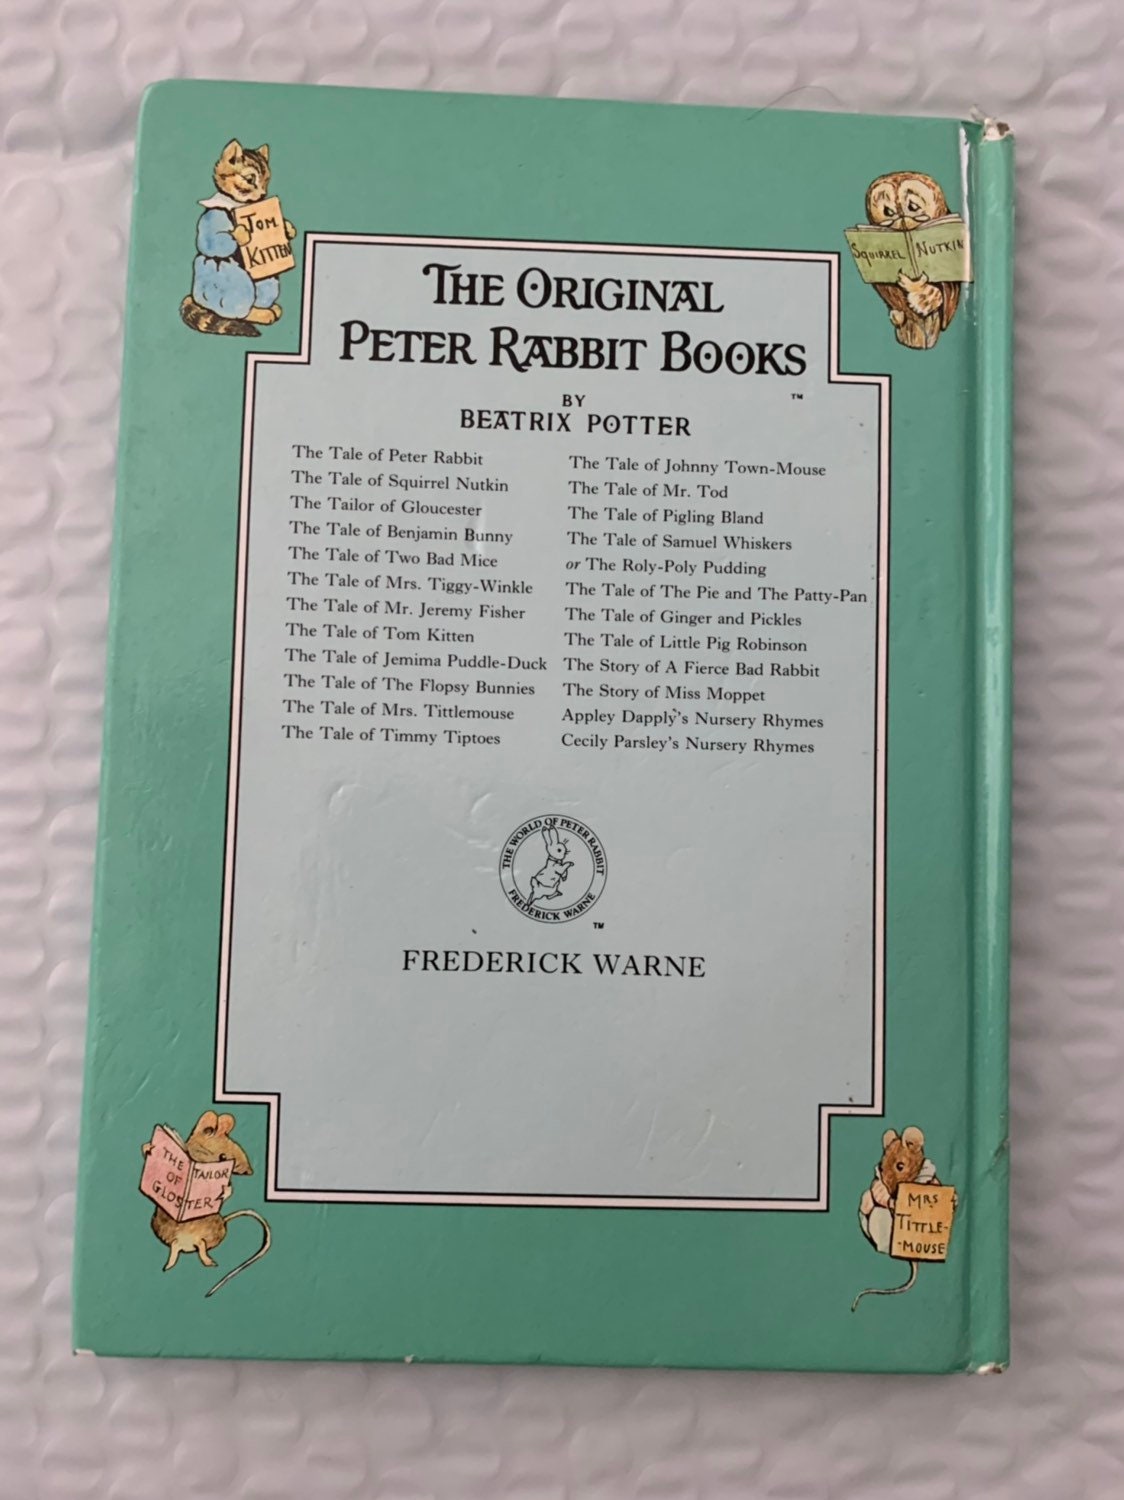 TOM
KITTEN
SQUIRREL NUTKIN
THE ORIGINAL
PETER RABBIT BOOKS
TM
BY
BEATRIX POTTER
The Tale of Peter Rabbit
The Tale of Squirrel Nutkin
The Tailor of Gloucester
The Tale of Benjamin Bunny
The Tale of Two Bad Mice
The Tale of Mrs. Tiggy-Winkle
The Tale of Mr. Jeremy Fisher
The Tale of Tom Kitten
The Tale of Jemima Puddle-Duck
The Tale of The Flopsy Bunnies
The Tale of Mrs. Tittlemouse
The Tale of Timmy Tiptoes
The Tale of Johnny Town-Mouse
The Tale of Mr. Tod
The Tale of Pigling Bland
The Tale of Samuel Whiskers
or The Roly-Poly Pudding
The Tale of The Pie and The Patty-Pan
The Tale of Ginger and Pickles
The Tale of Little Pig Robinson
The Story of A Fierce Bad Rabbit
The Story of Miss Moppet
Appley Dapply's Nursery Rhymes
Cecily Parsley's Nursery Rhymes
THE WORLD OF PETER RABBIT
FREDERICK WARNE
TM
FREDERICK WARNE
THE TAILOR
OF
GLOSTER
MRS
TITTLE-
-MOUSE